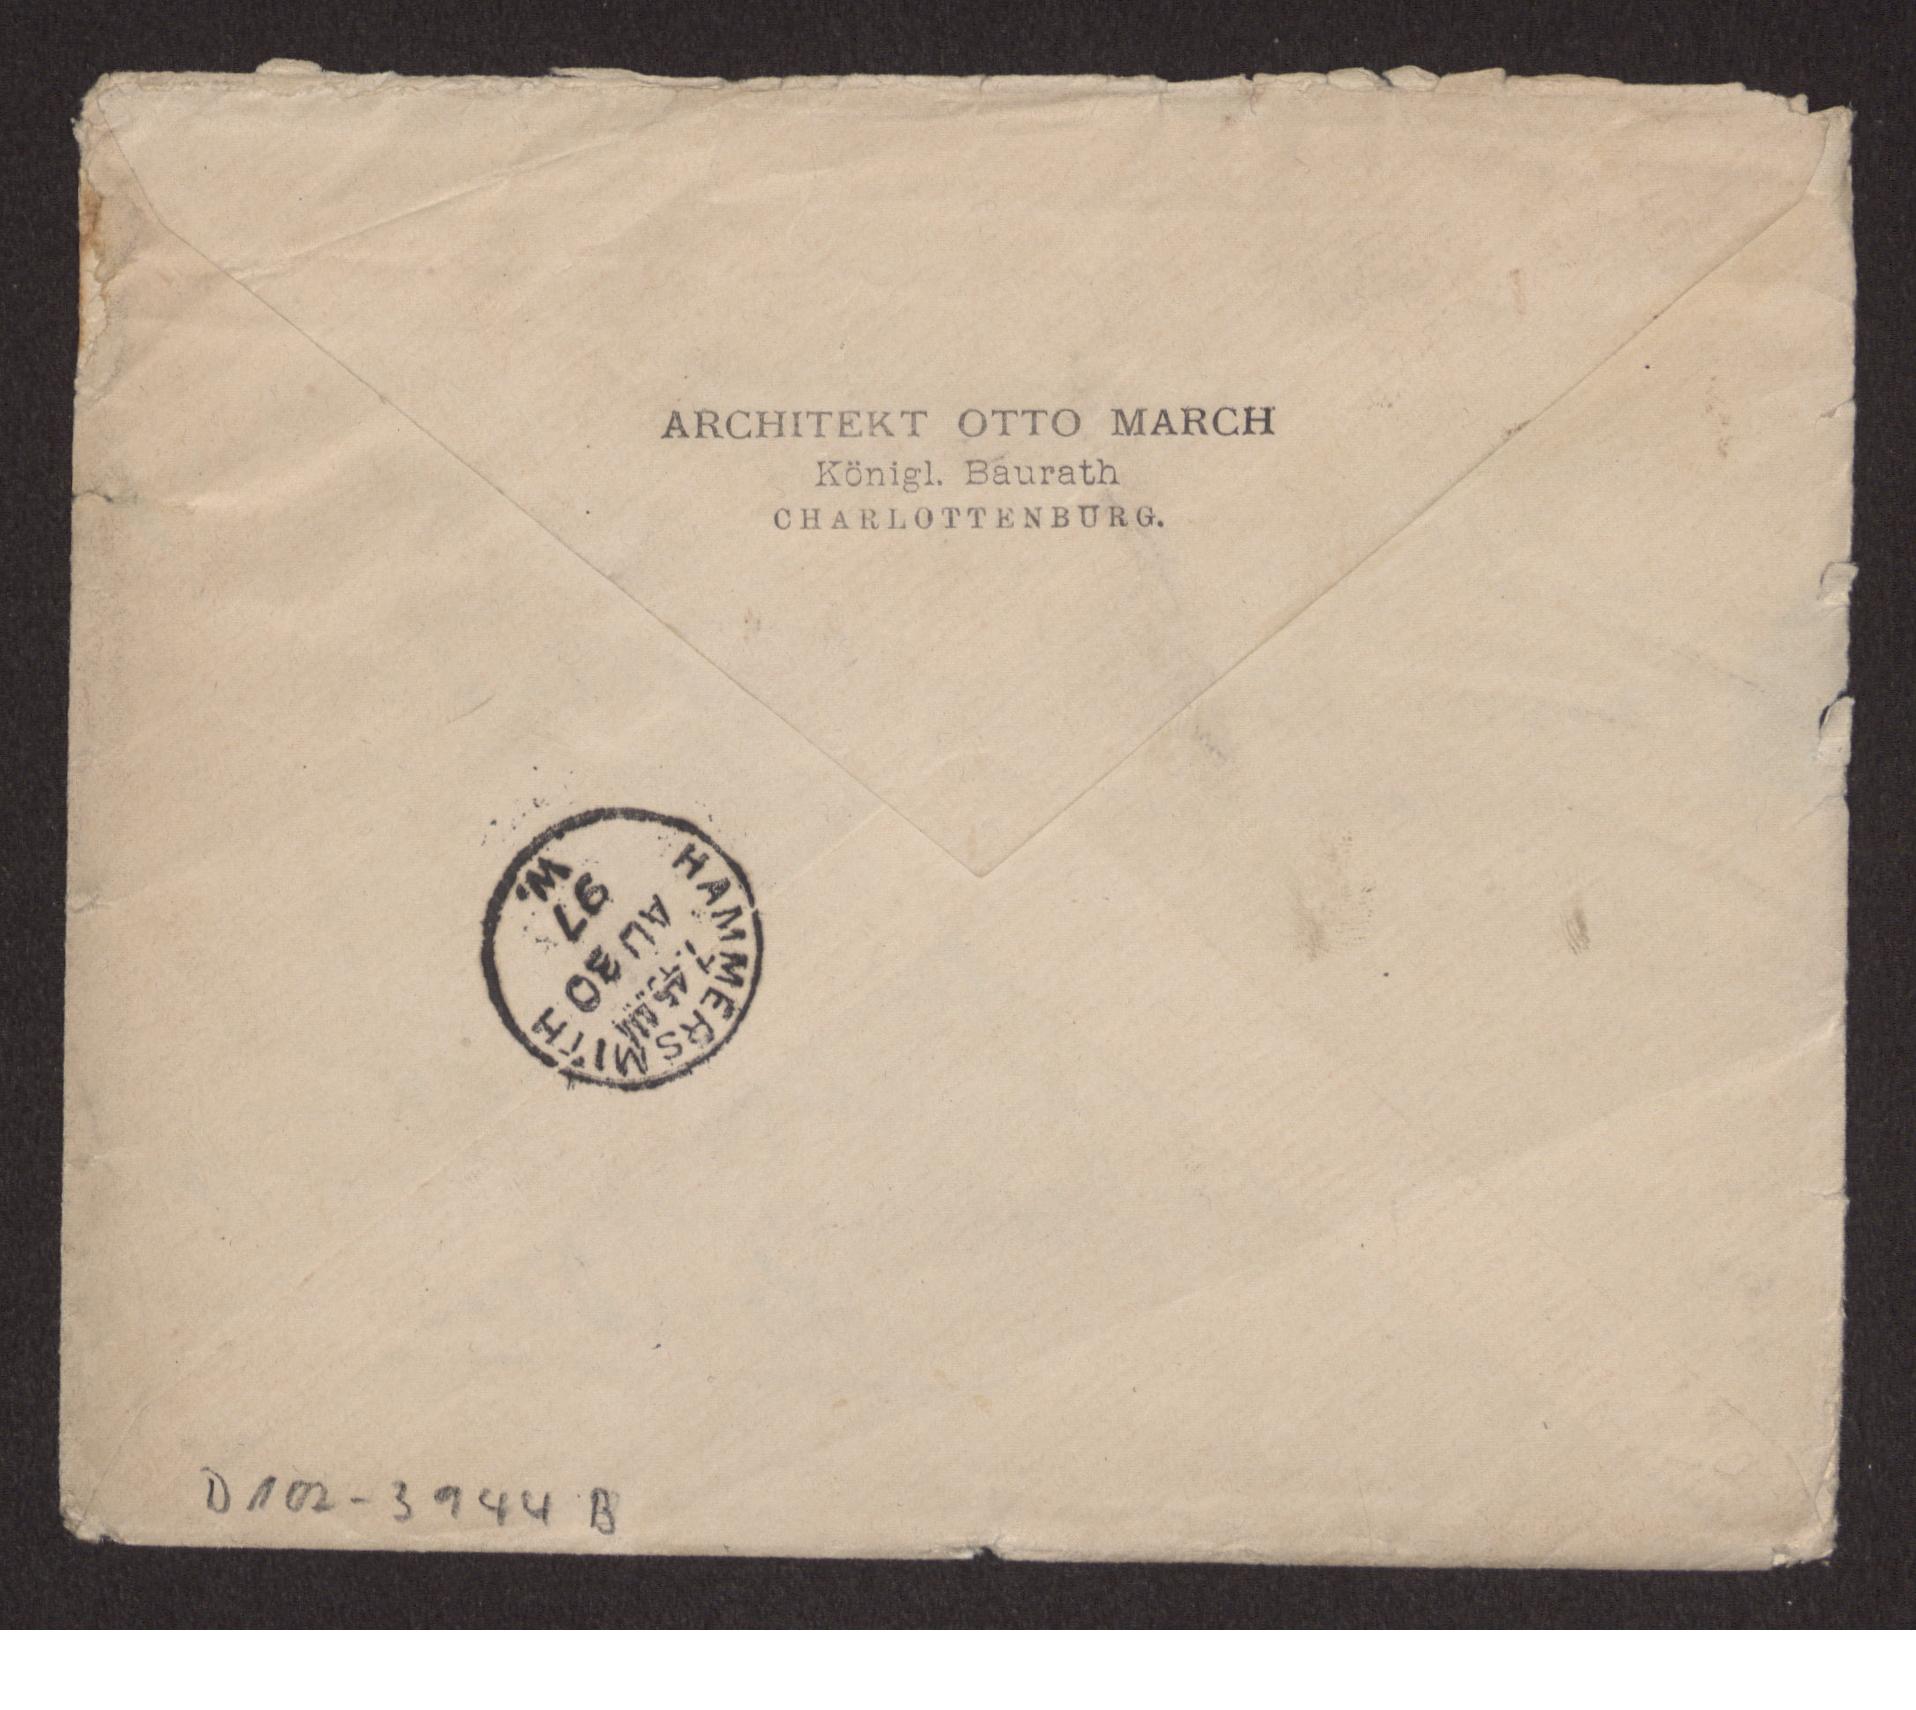 ARCHITEKT OTTO MARCH
Königl. Baurath
CHARLOTTENBURG.
HAMMERSMITH W.
AU 30
97
D102-3944 B